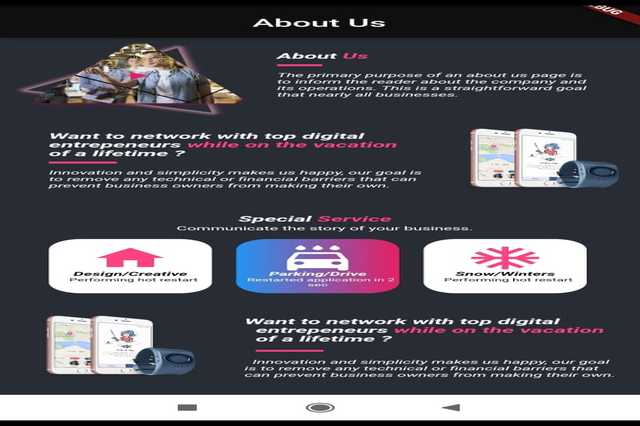 About Us
BUG
About Us
The primary purpose of an about us page is
to inform the reader about the company and
its operations. This is a straightforward goal
that nearly all businesses.
Want to network with top digital
entrepeneurs while on the vacation
of a lifetime ?
Innovation and simplicity makes us happy, our goal is
to remove any technical or financial barriers that tt can
prevent business owners from making their own.
Special Service
Communicate the story of your business.
Design/Creative
Performing hot restart
Parking/Drive
Restarted application in 2
sec
Snow/Winters
Performing hot restart
Want to network with top digital
entrepeneurs while on the vacation
of a lifetime ?
Innovation and simplicity makes us happy, our goal
is to remove any technical or financial barriers that
can prevent business owners from making their own.